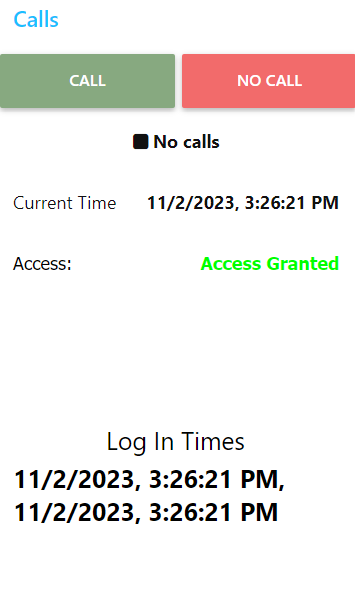 Calls
CALL NO CALL
No calls
Current Time 11/2/2023, 3:26:21 PM
Access: Access Granted
Log In Times
11/2/2023, 3:26:21 PM,
11/2/2023, 3:26:21 PM